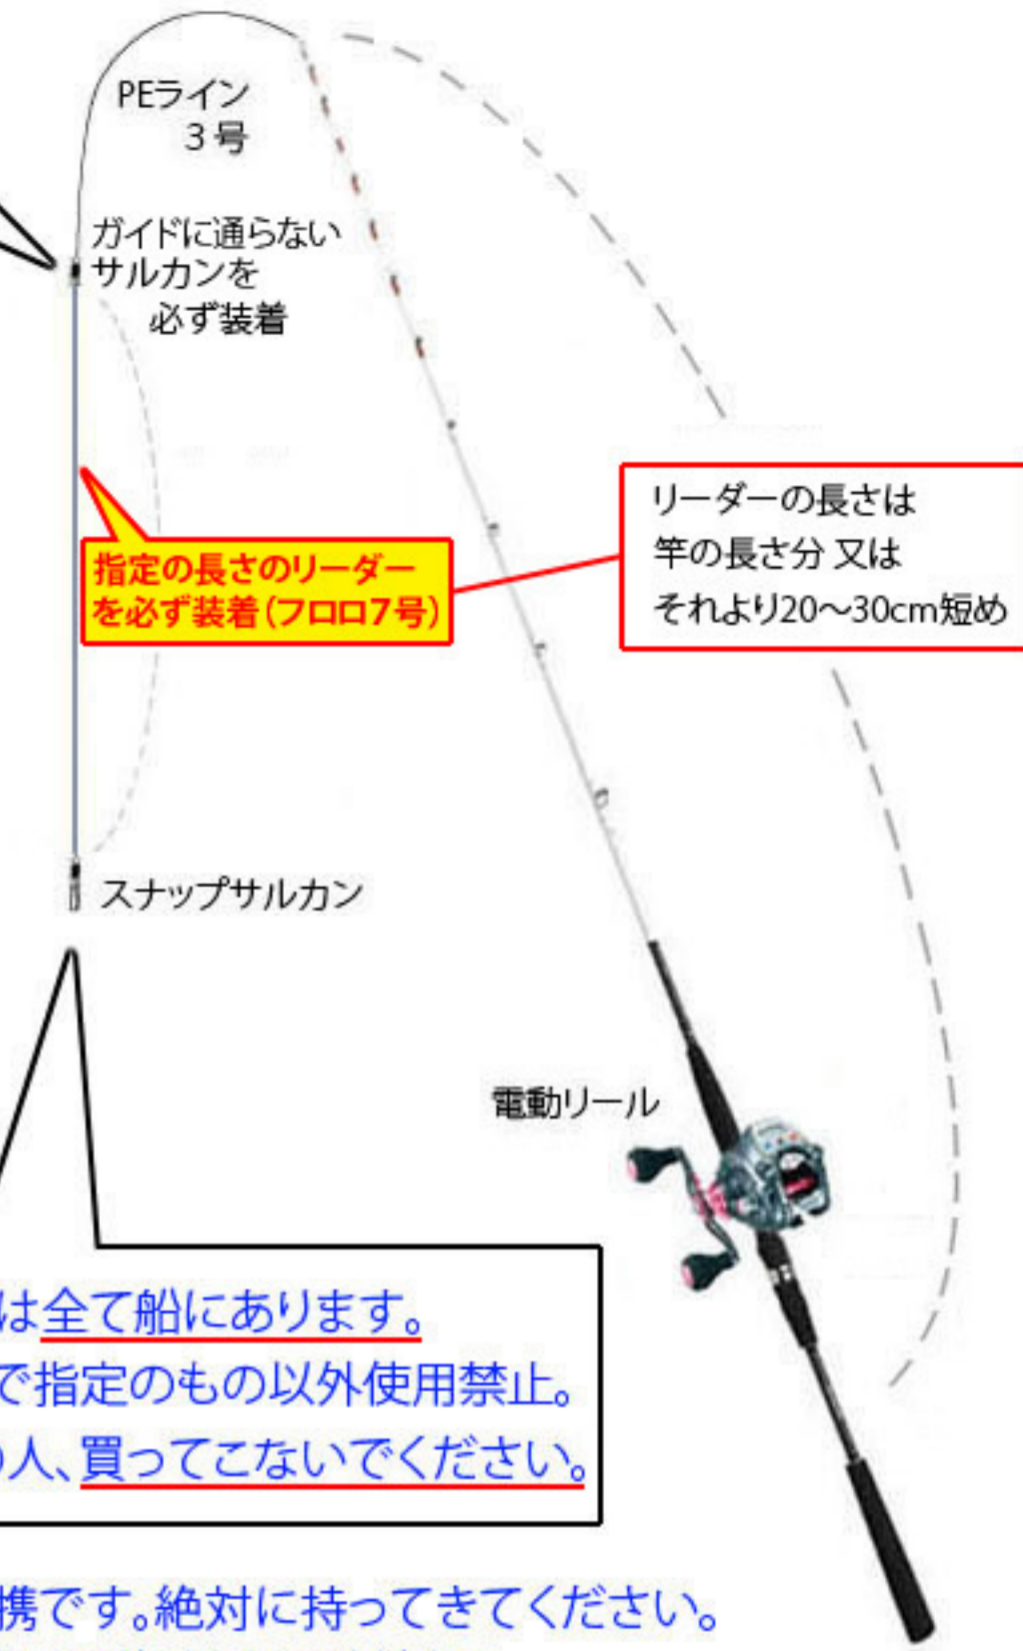 PEライン
3号
ガイドに通らない
サルカンを
必ず装着
指定の長さのリーダー
を必ず装着(フロロ7号)
リーダーの長さは
竿の長さ分 又は
それより20～30cm短め
スナップサルカン
電動リール
は全て船にあります。
で指定のもの以外使用禁止。
人、買ってこないでください。
携です。絶対に持ってきてください。